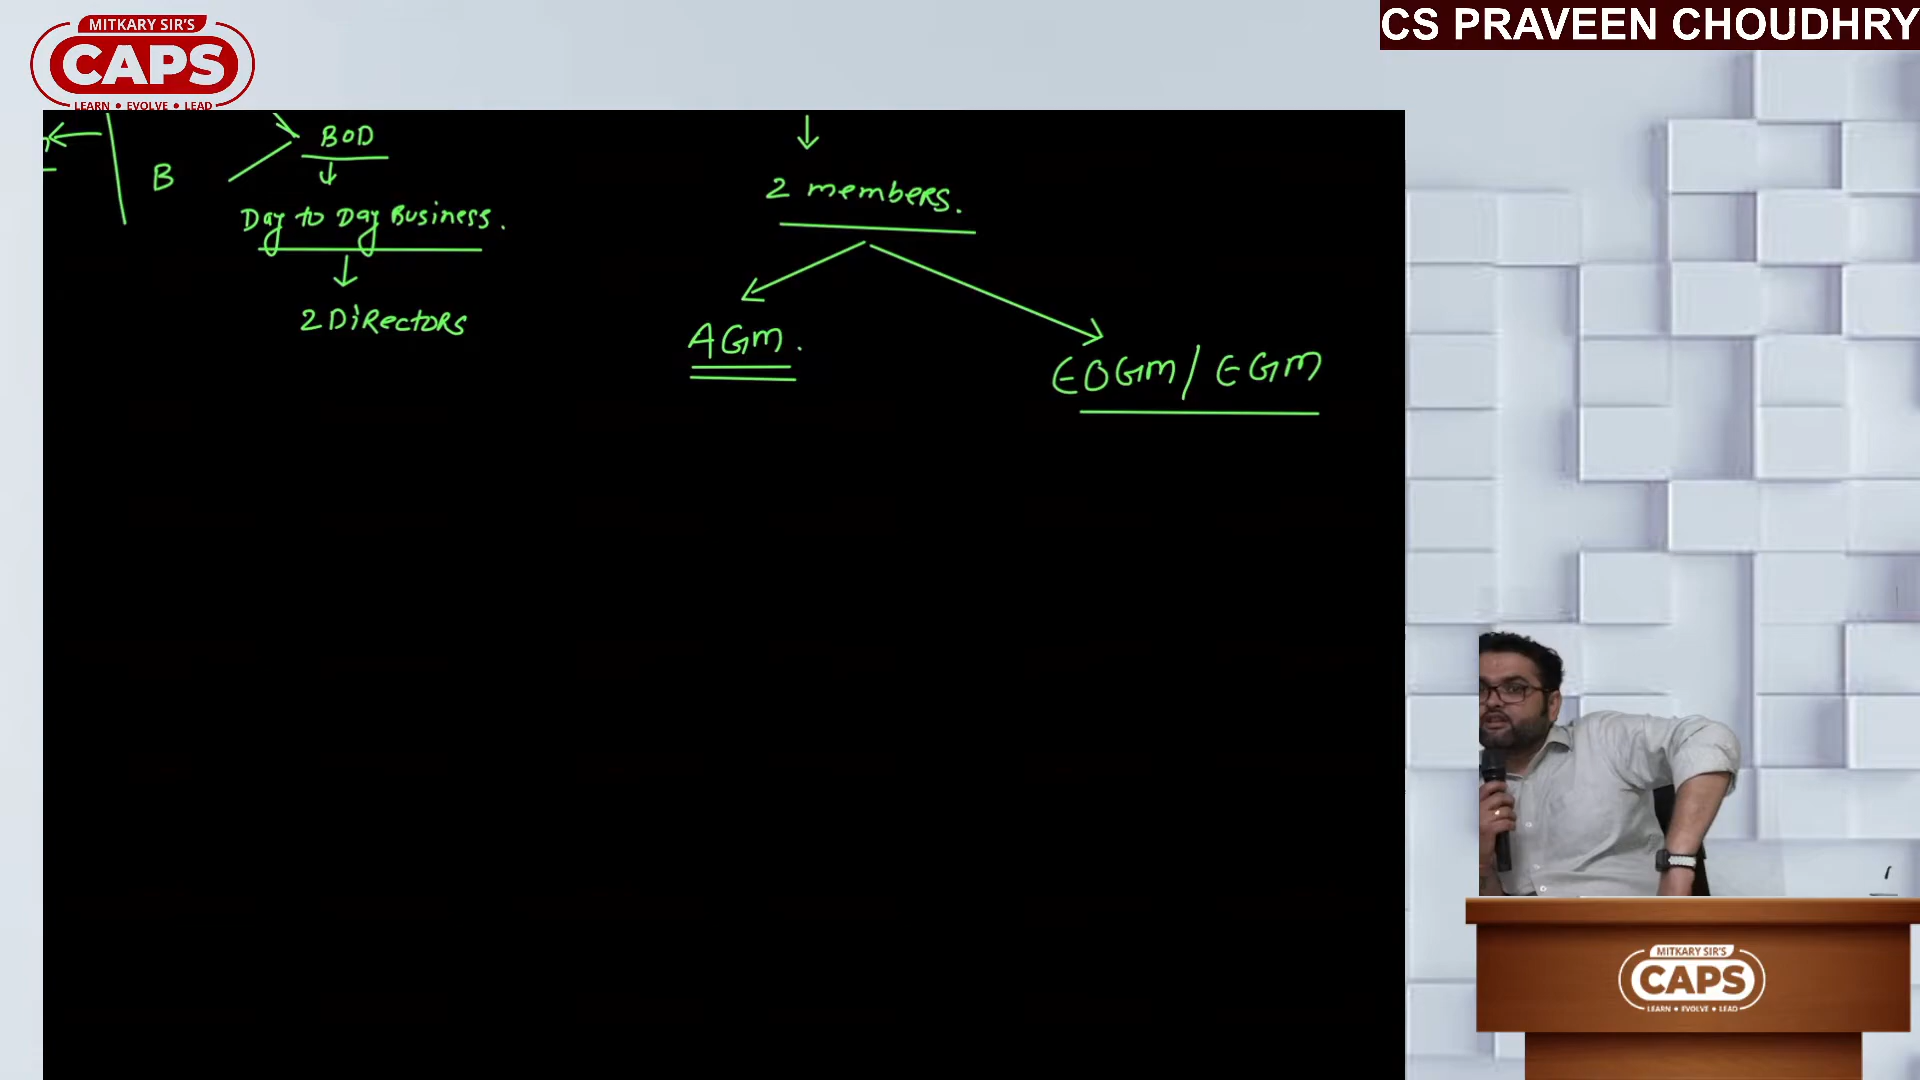 MITKARY SIR'S
CAPS
LEARN • EVOLVE • LEAD
CS PRAVEEN CHOUDHRY
BOD
B
Day to Day Business.
2 Directors
2 members.
AGM.
EOGM/ EGM
MITKARY SIR'S
CAPS
LEARN • EVOLVE • LEAD